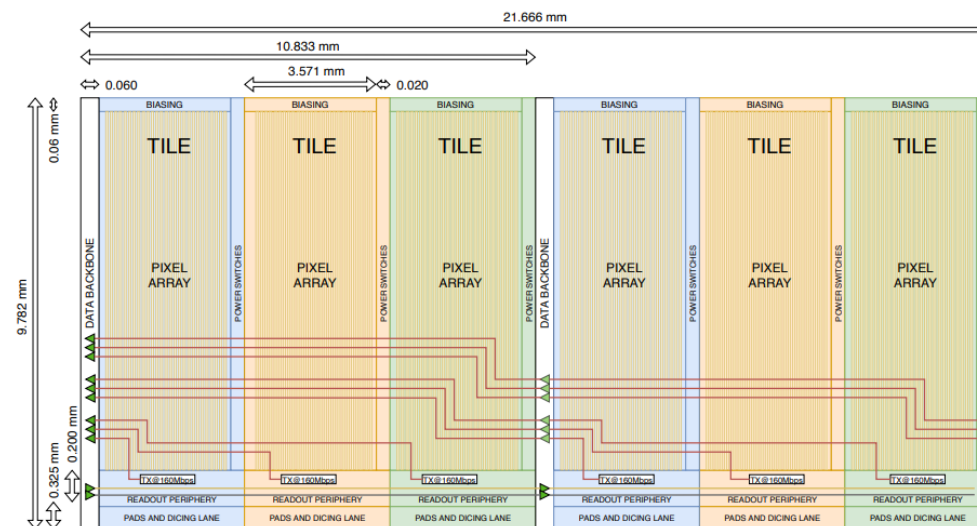 21.666 mm
10.833 mm
3.571 mm
0.060
0.020
0.06 mm
9.782 mm
0.200 mm
0.325 mm
BIASING
BIASING
BIASING
BIASING
BIASING
BIASING
TILE
TILE
TILE
TILE
TILE
TILE
DATA BACKBONE
POWER SWITCHES
POWER SWITCHES
POWER SWITCHES
DATA BACKBONE
POWER SWITCHES
POWER SWITCHES
PIXEL
ARRAY
PIXEL
ARRAY
PIXEL
ARRAY
PIXEL
ARRAY
PIXEL
ARRAY
PIXEL
ARRAY
TX@160Mbps
TX@160Mbps
TX@160Mbps
TX@160Mbps
TX@160Mbps
TX@160Mbps
READOUT PERIPHERY
READOUT PERIPHERY
READOUT PERIPHERY
READOUT PERIPHERY
READOUT PERIPHERY
READOUT PERIPHERY
PADS AND DICING LANE
PADS AND DICING LANE
PADS AND DICING LANE
PADS AND DICING LANE
PADS AND DICING LANE
PADS AND DICING LANE